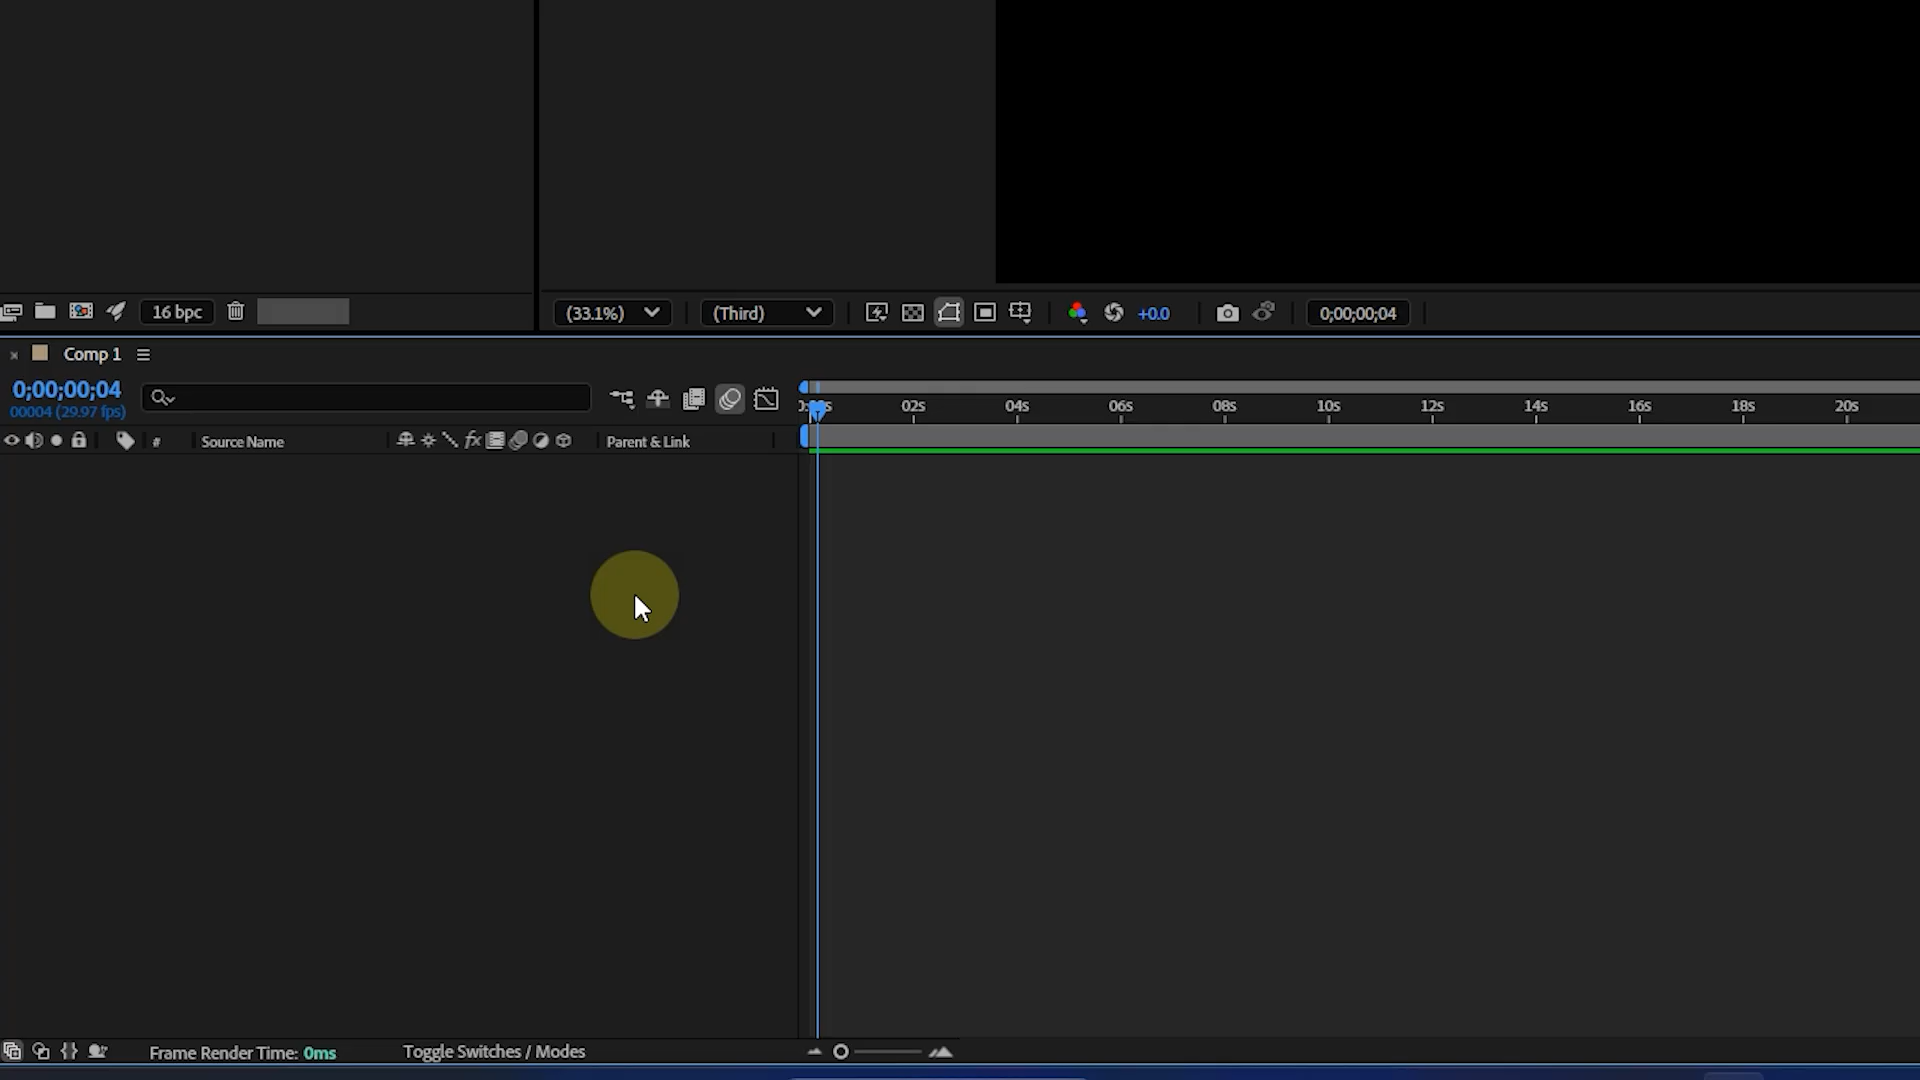 16 bpc
(33.1%)
(Third)
+0.0
0;00;00;04
Comp 1
0;00;00;04
00004 (29.97 fps)
02s
04s
06s
08s
10s
12s
14s
16s
18s
20s
#
Source Name
fx
Parent & Link
Frame Render Time: 0ms
Toggle Switches / Modes